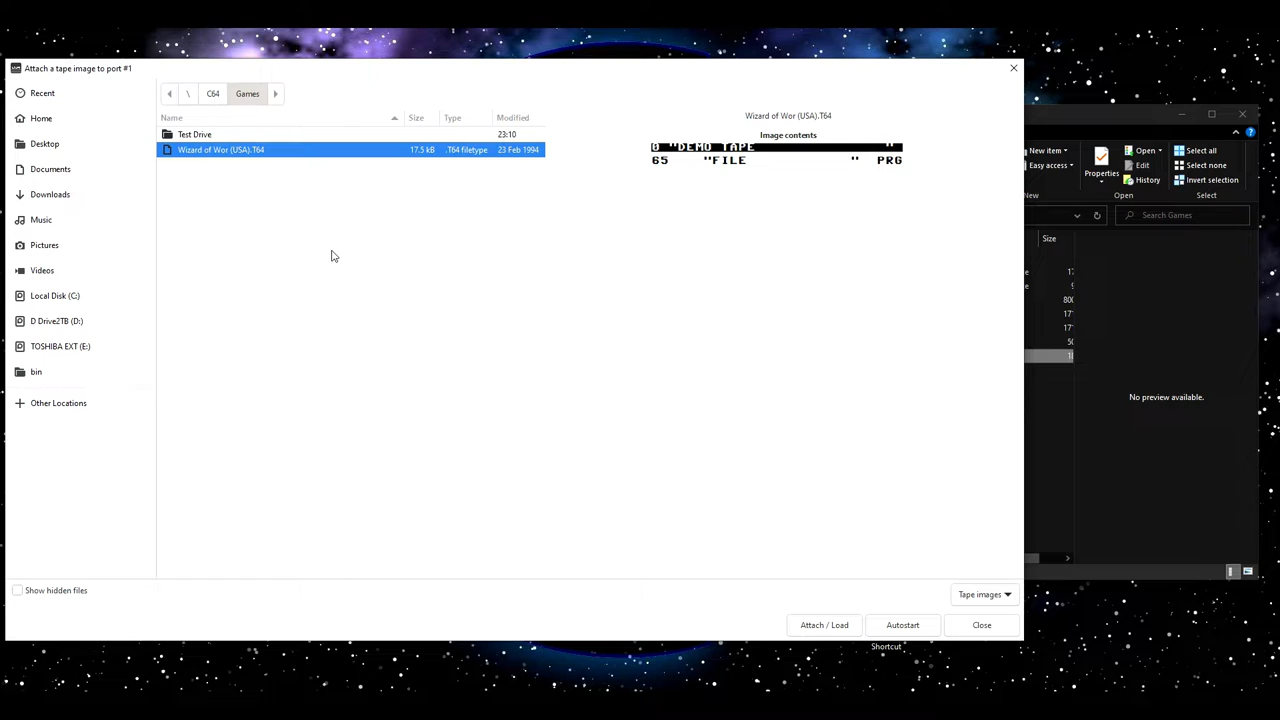 Attach a tape image to port #1
Recent
Home
Desktop
Documents
Downloads
Music
Pictures
Videos
Local Disk (C:)
D Drive2TB (D:)
TOSHIBA EXT (E:)
bin
Other Locations
\ C64 Games
Name Size Type Modified
Test Drive 23:10
Wizard of Wor (USA).T64 17.5 kB .T64 filetype 23 Feb 1994
Wizard of Wor (USA).T64
Image contents
0 "DEMO TAPE "
65 "FILE " PRG
Show hidden files
Tape images
Attach / Load Autostart Close
Shortcut
New item
Easy access
New
Properties
Open
Edit
History
Open
Select all
Select none
Invert selection
Select
Search Games
Size
No preview available.